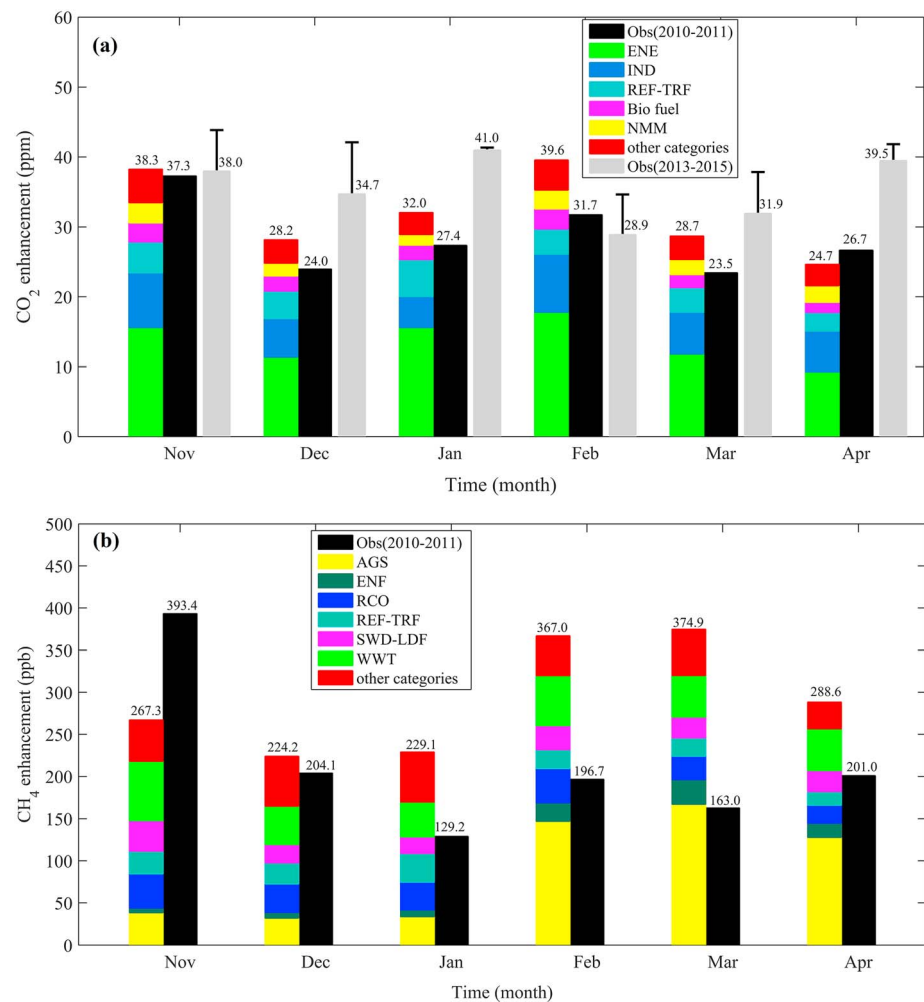 (a)
CO2 enhancement (ppm)
60
50
40
30
20
10
0
Obs(2010-2011)
ENE
IND
REF-TRF
Bio fuel
NMM
other categories
Obs(2013-2015)
38.3 37.3 38.0
28.2 24.0 34.7
32.0 27.4 41.0
39.6 31.7 28.9
28.7 23.5 31.9
24.7 26.7 39.5
Nov Dec Jan Feb Mar Apr
Time (month)
(b)
CH4 enhancement (ppb)
500
450
400
350
300
250
200
150
100
50
0
Obs(2010-2011)
AGS
ENF
RCO
REF-TRF
SWD-LDF
WWT
other categories
267.3 393.4
224.2 204.1
229.1 129.2
367.0 196.7
374.9 163.0
288.6 201.0
Nov Dec Jan Feb Mar Apr
Time (month)